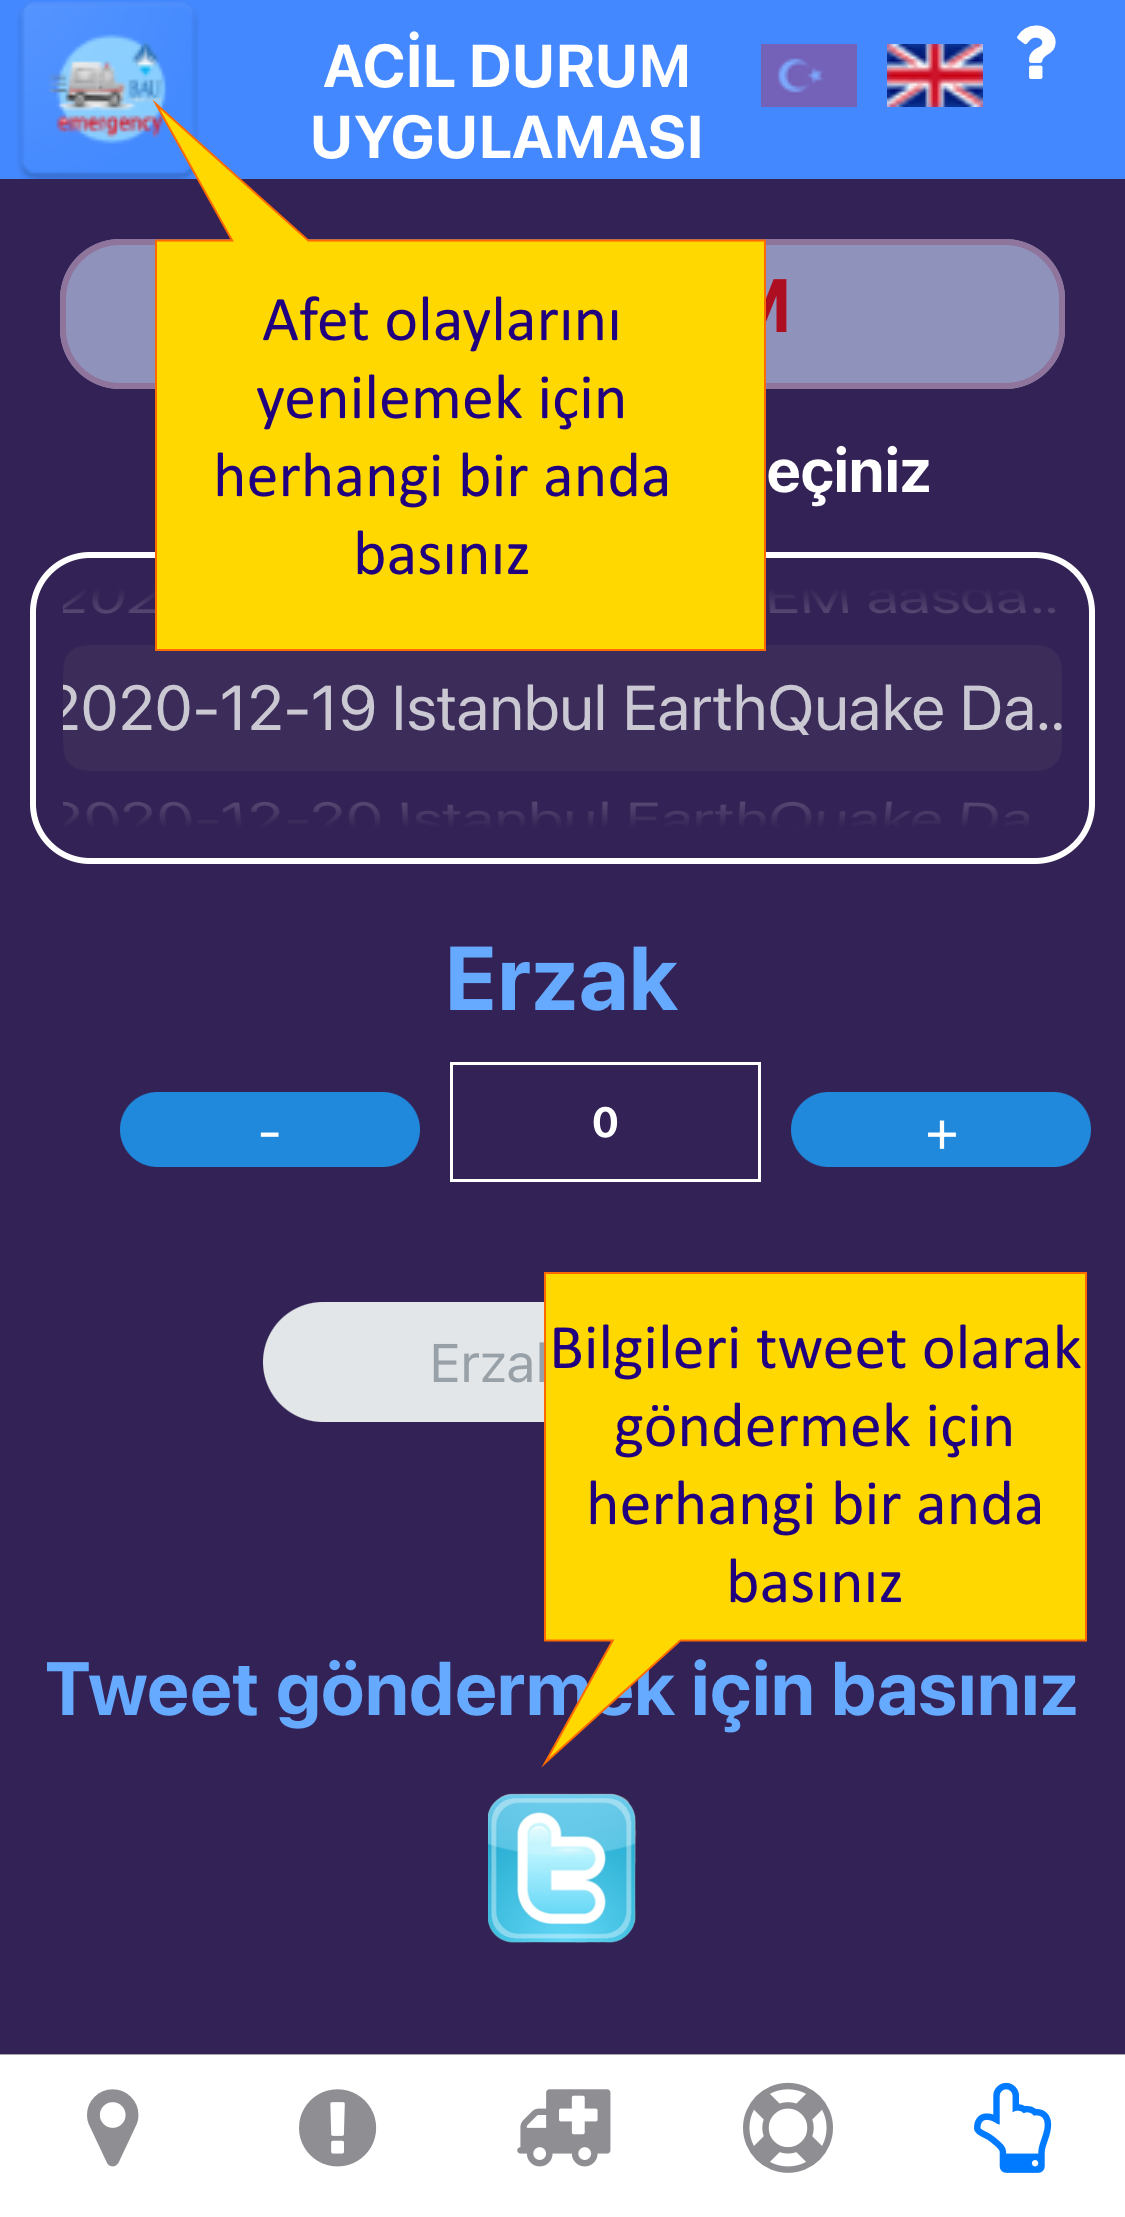 BAU
emergency
ACİL DURUM
UYGULAMASI
?
Afet olaylarını
yenilemek için
herhangi bir anda
basınız
M
eçiniz
202
EM aasda..
2020-12-19 Istanbul EarthQuake Da..
2020-12-20 Istanbul EarthQuake Da
Erzak
-
0
+
Erzak
Bilgileri tweet olarak
göndermek için
herhangi bir anda
basınız
Tweet göndermek için basınız